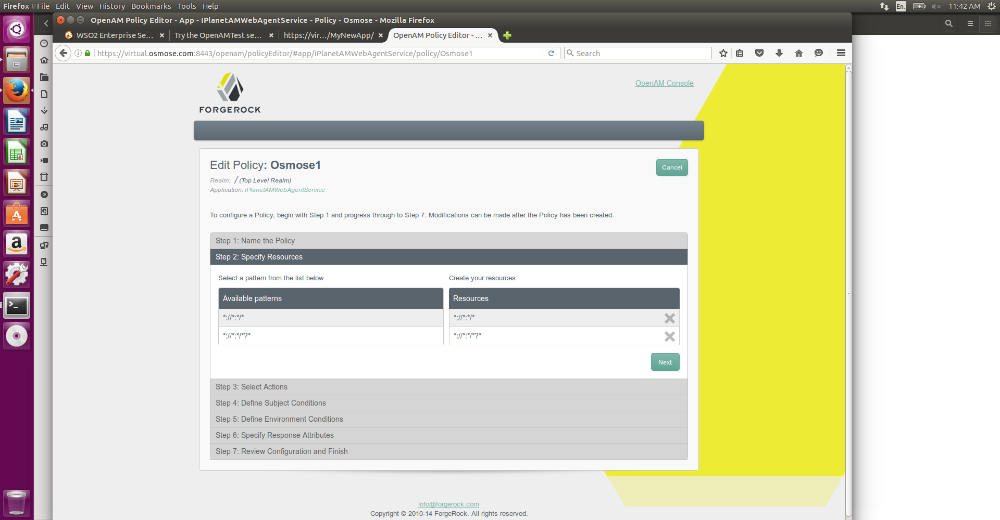 Firefox W File Edit View History Bookmarks Tools Help
En1
11:42 AM
OpenAM Policy Editor - App - IPlanetAMWebAgentService - Policy - Osmose - Mozilla Firefox
WSO2 Enterprise Se...
Try the OpenAMTest se...
https://vir.../MyNewApp/
OpenAM Policy Editor - ...
https://virtual.osmose.com:8443/openam/policyEditor/#app/iPlanetAMWebAgentService/policy/Osmose1
Search
FORGEROCK
OpenAM Console
Edit Policy: Osmose1
Cancel
Realm: / (Top Level Realm)
Application: iPlanetAMWebAgentService
To configure a Policy, begin with Step 1 and progress through to Step 7. Modifications can be made after the Policy has been created.
Step 1: Name the Policy
Step 2: Specify Resources
Select a pattern from the list below
Create your resources
Available patterns
Resources
*://*:*/*
*://*:*/*
*://*:*/*?*
*://*:*/*?*
Next
Step 3: Select Actions
Step 4: Define Subject Conditions
Step 5: Define Environment Conditions
Step 6: Specify Response Attributes
Step 7: Review Configuration and Finish
info@forgerock.com
Copyright © 2010-14 ForgeRock. All rights reserved.